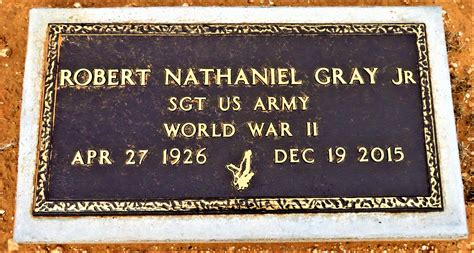 ROBERT NATHANIEL GRAY JR
SGT US ARMY
WORLD WAR II
APR 27 1926 DEC 19 2015